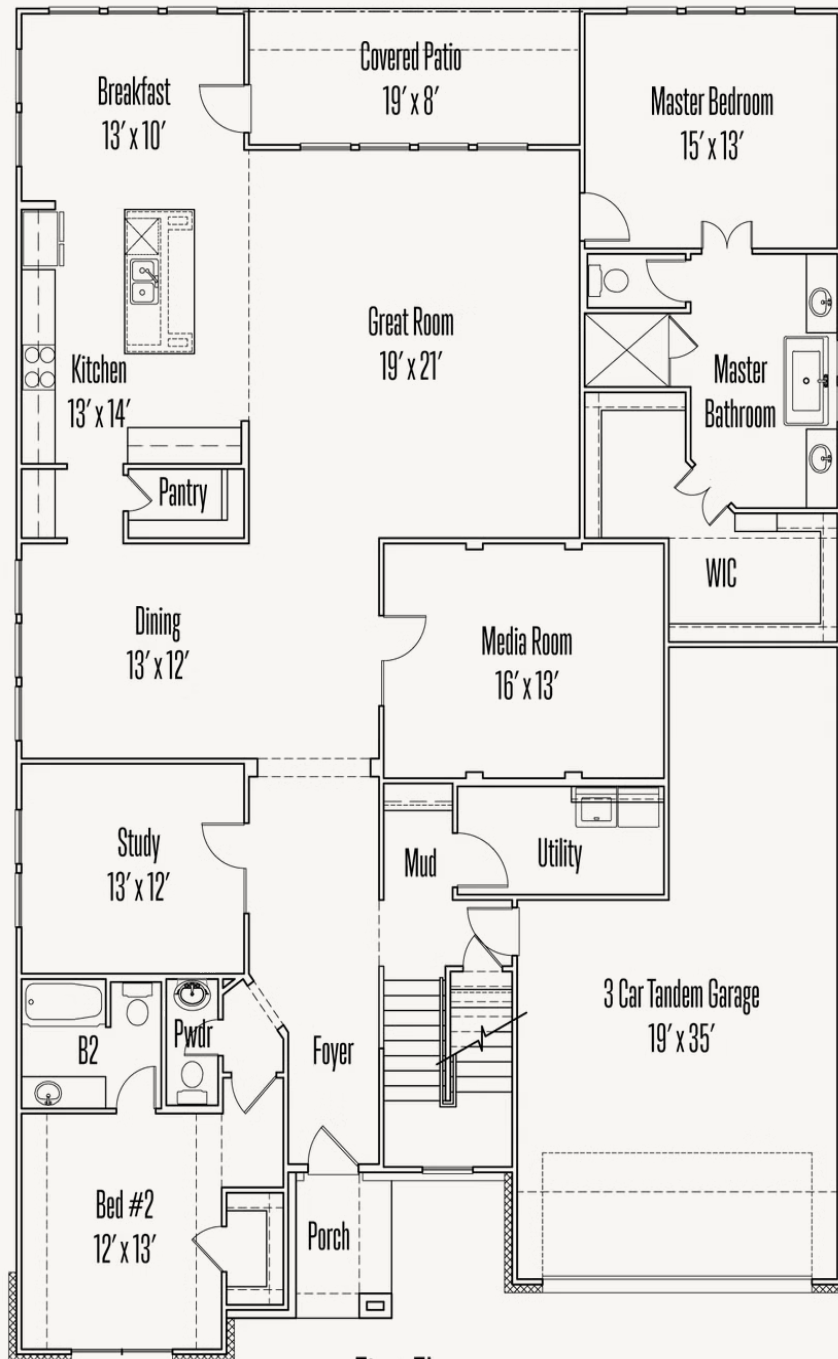 Covered Patio
19' x 8'
Breakfast
13' x 10'
Master Bedroom
15' x 13'
Great Room
19' x 21'
Kitchen
13' x 14'
Master
Bathroom
Pantry
WIC
Dining
13' x 12'
Media Room
16' x 13'
Study
13' x 12'
Mud
Utility
3 Car Tandem Garage
19' x 35'
Pwdr
B2
Foyer
Bed #2
12' x 13'
Porch